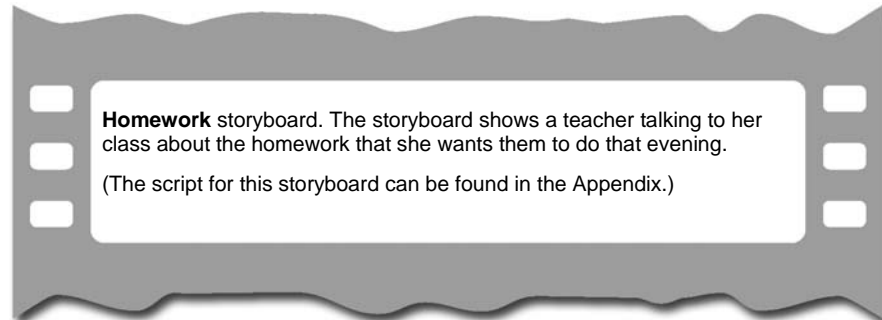 Homework storyboard. The storyboard shows a teacher talking to her
class about the homework that she wants them to do that evening.
(The script for this storyboard can be found in the Appendix.)